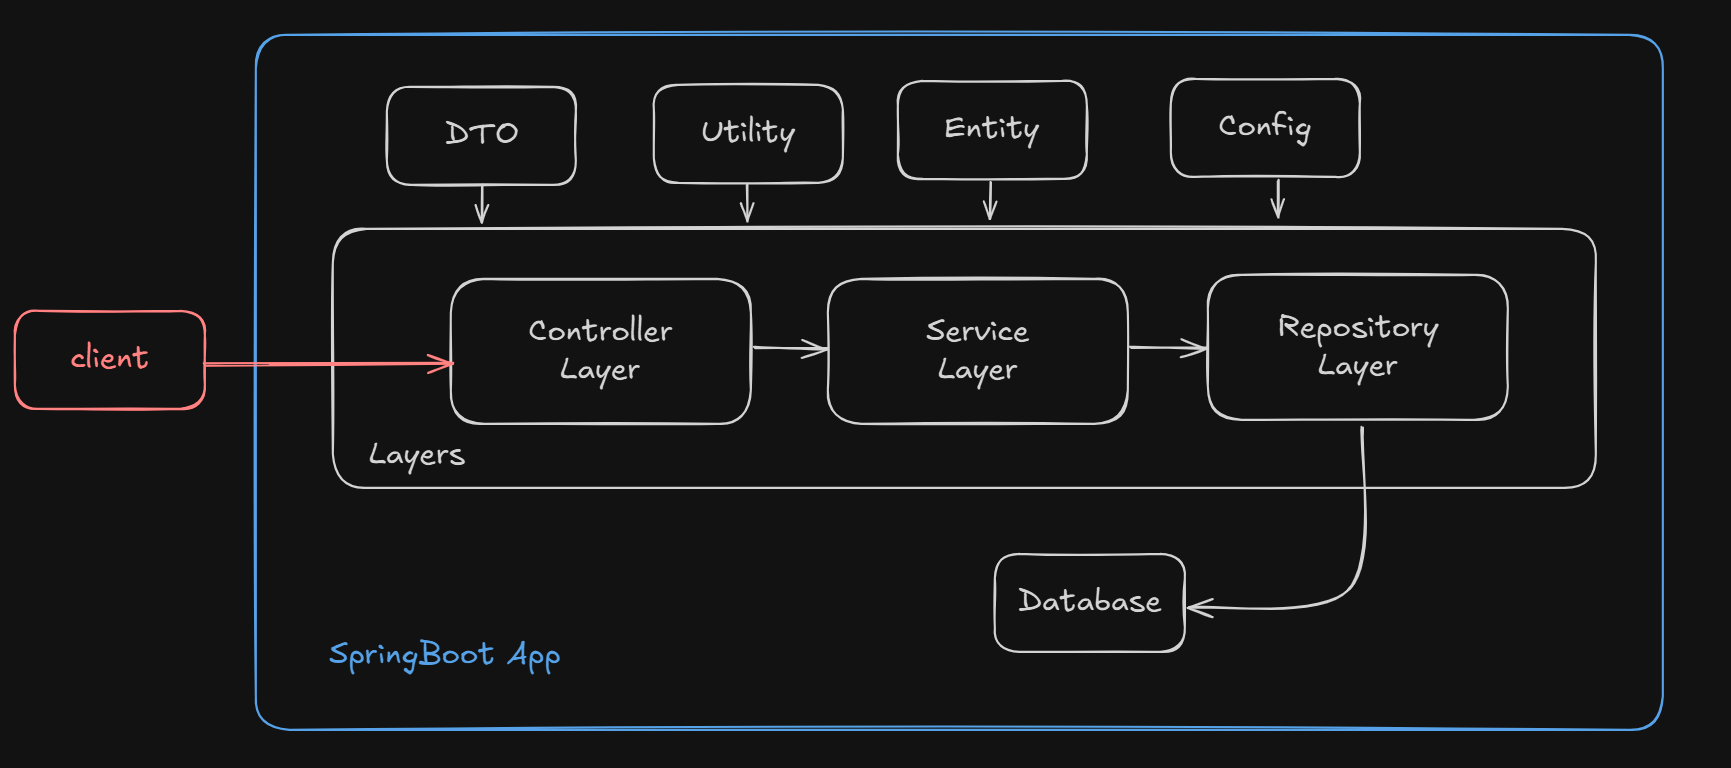 DTO
Utility
Entity
Config
client
Controller
Layer
Service
Layer
Repository
Layer
Layers
Database
SpringBoot App